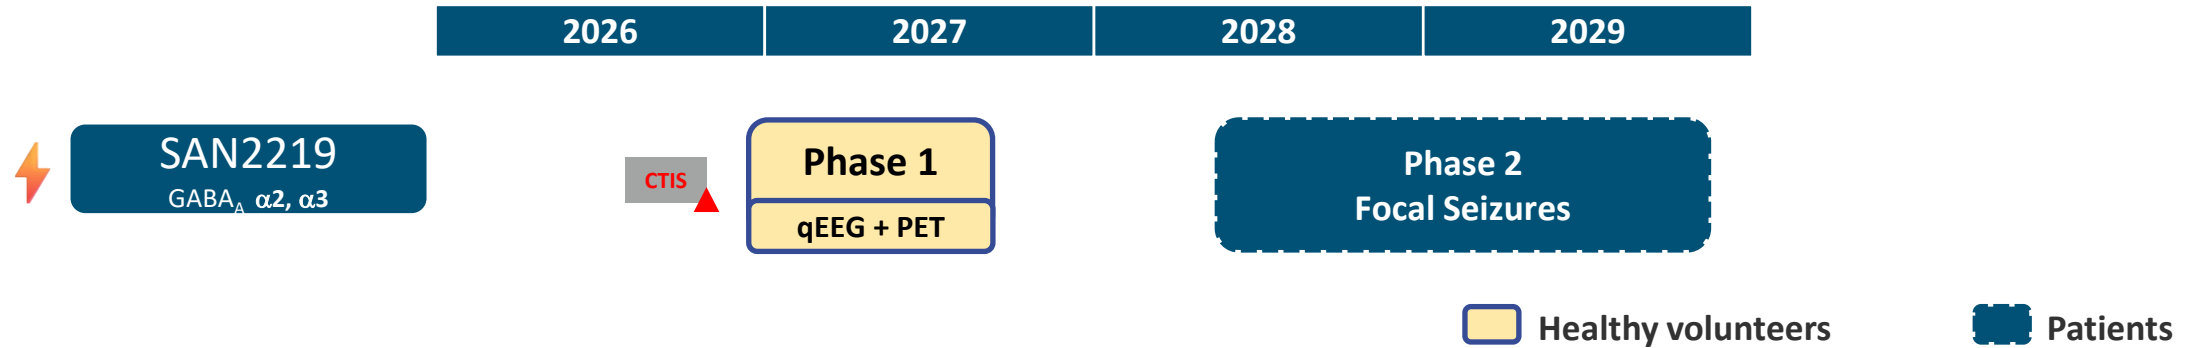 2026 2027 2028 2029
SAN2219
GABAA α2, α3
CTIS
Phase 1
qEEG + PET
Phase 2
Focal Seizures
Healthy volunteers
Patients